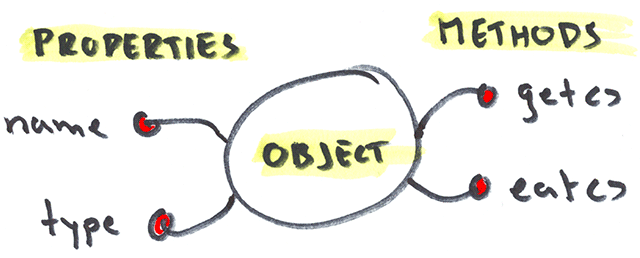 PROPERTIES
METHODS
name
get()
OBJECT
type
eat()